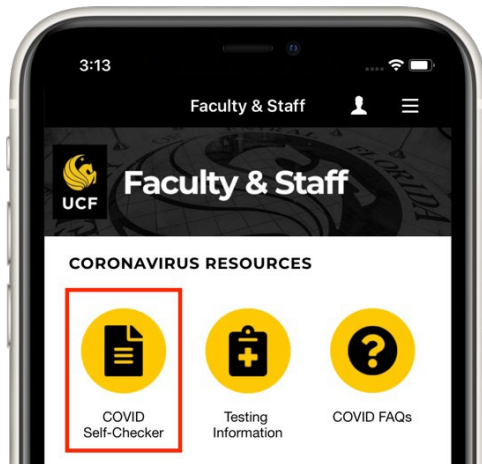 3:13
Faculty & Staff
UCF
Faculty & Staff
CORONAVIRUS RESOURCES
COVID
Self-Checker
Testing
Information
COVID FAQs